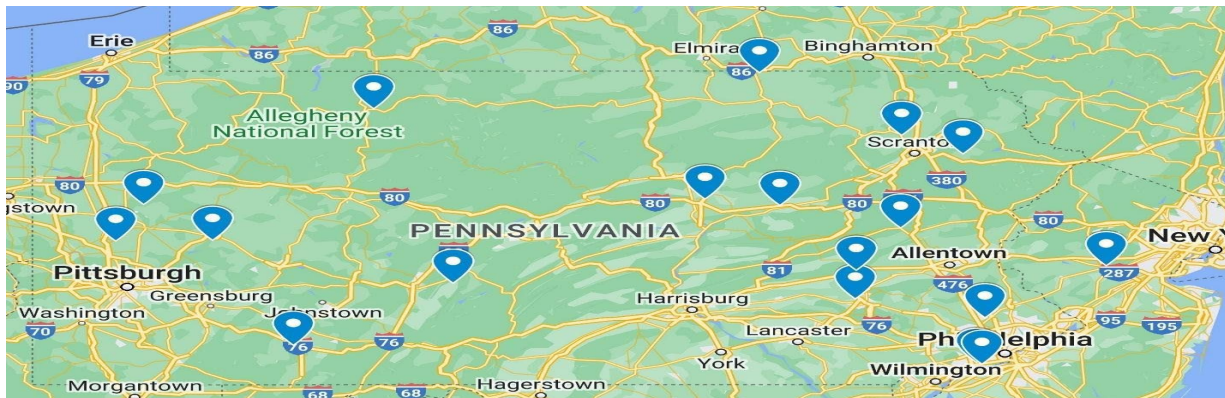 86
Erie
Elmira
Binghamton
86
86
90
79
Allegheny
National Forest
Scranto
80
380
gstown
80
80
80
80
PENNSYLVANIA
New Y
Allentown
Pittsburgh
81
287
476
Greensburg
Harrisburg
Johnstown
Washington
70
76
76
Lancaster
76
95
195
Philadelphia
York
Wilmington
Morgantown
68
68
Hagerstown